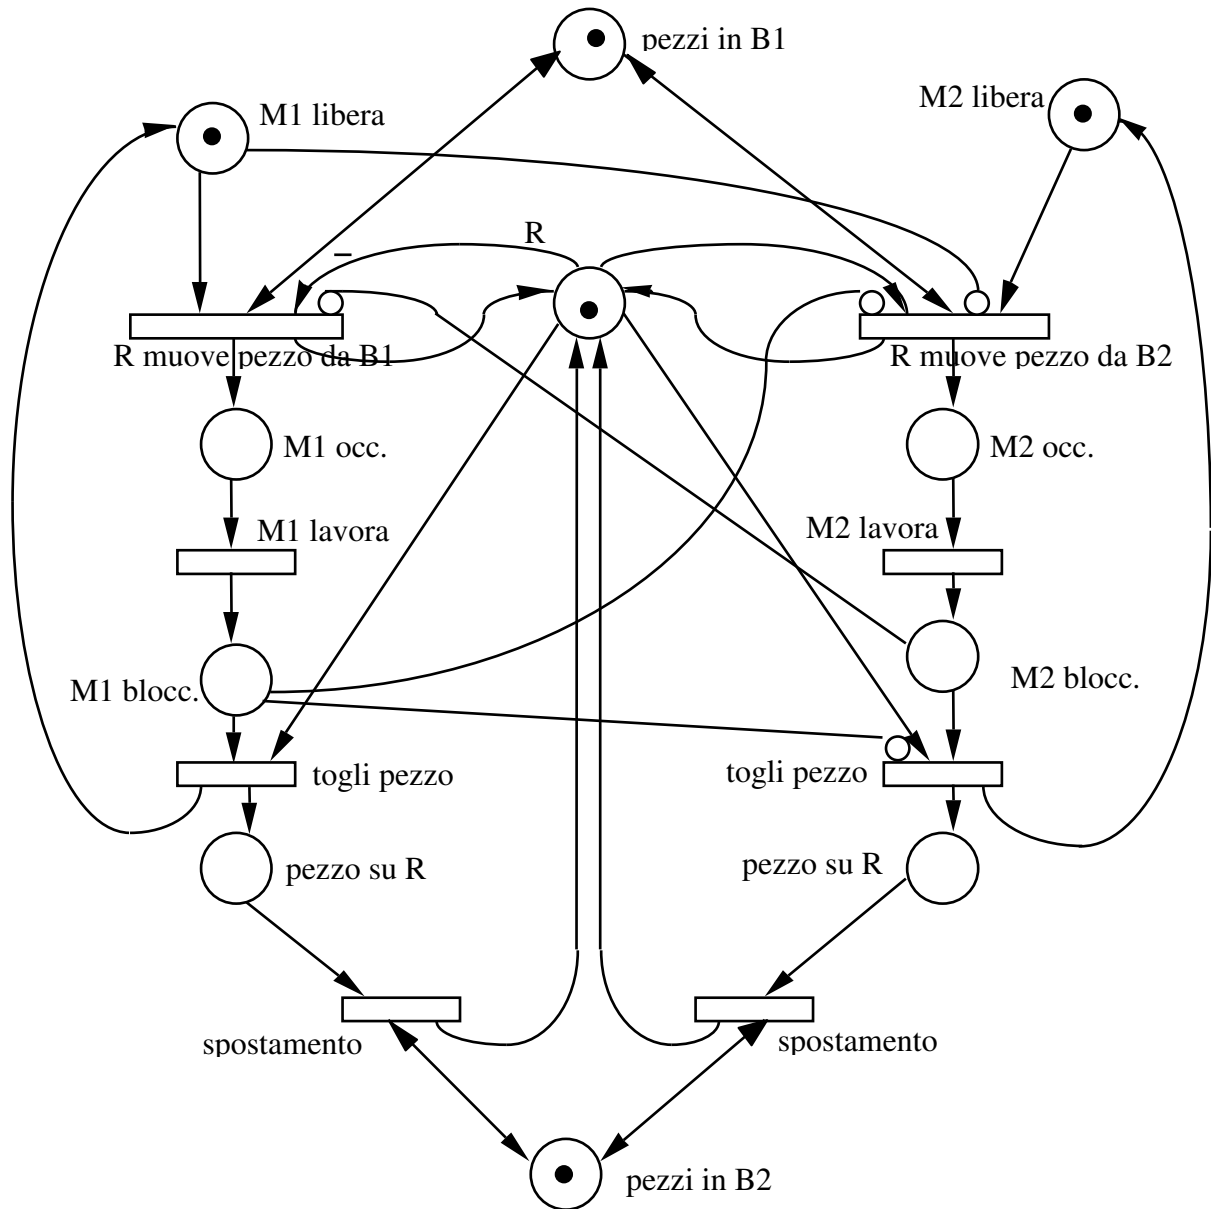 pezzi in B1
M2 libera
M1 libera
R
–
R muove pezzo da B1
R muove pezzo da B2
M1 occ.
M2 occ.
M1 lavora
M2 lavora
M1 blocc.
M2 blocc.
togli pezzo
togli pezzo
pezzo su R
pezzo su R
spostamento
spostamento
pezzi in B2